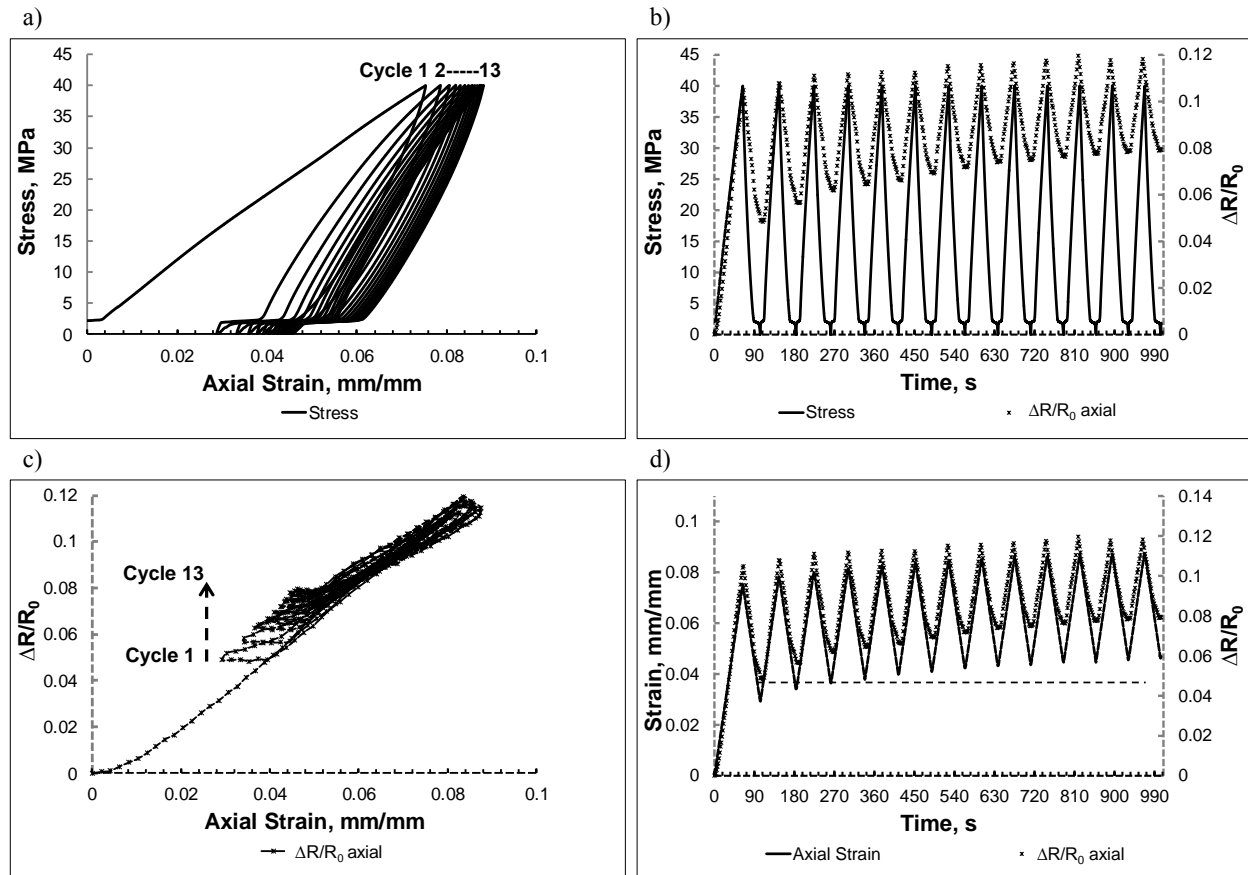 a)
45
40
35
30
25
20
15
10
5
0
Stress, MPa
Cycle 1 2-----13
0 0.02 0.04 0.06 0.08 0.1
Axial Strain, mm/mm
Stress
b)
45
40
35
30
25
20
15
10
5
0
Stress, MPa
0.12
0.1
0.08
0.06
0.04
0.02
0
ΔR/R₀
0 90 180 270 360 450 540 630 720 810 900 990
Time, s
Stress ΔR/R₀ axial
c)
0.12
0.1
0.08
0.06
0.04
0.02
0
ΔR/R₀
Cycle 13
Cycle 1
0 0.02 0.04 0.06 0.08 0.1
Axial Strain, mm/mm
ΔR/R₀ axial
d)
0.1
0.08
0.06
0.04
0.02
0
Strain, mm/mm
0.14
0.12
0.1
0.08
0.06
0.04
0.02
0
ΔR/R₀
0 90 180 270 360 450 540 630 720 810 900 990
Time, s
Axial Strain ΔR/R₀ axial